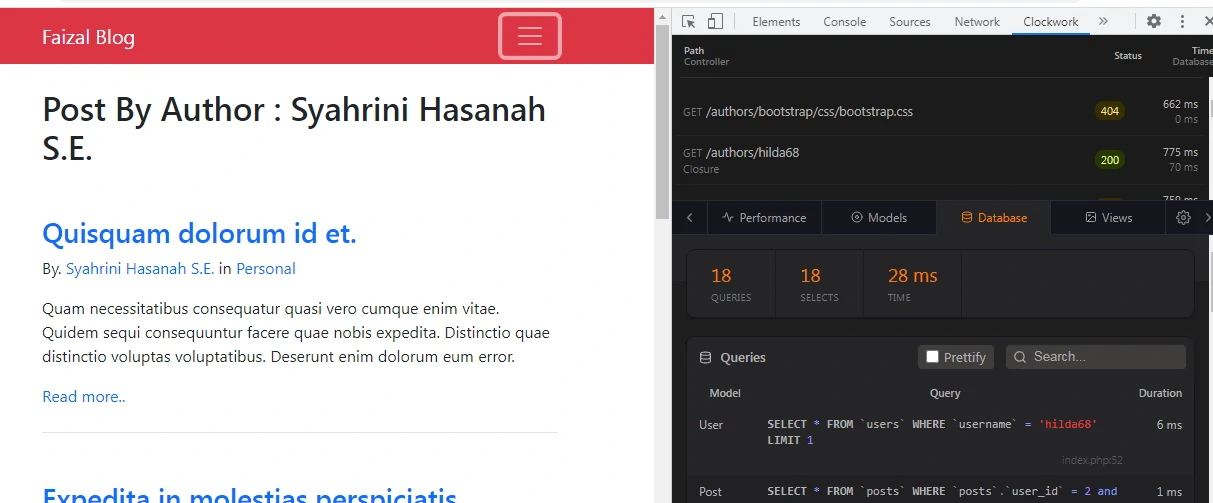 Faizal Blog
Post By Author : Syahrini Hasanah
S.E.
Quisquam dolorum id et.
By. Syahrini Hasanah S.E. in Personal
Quam necessitatibus consequatur quasi vero cumque enim vitae.
Quidem sequi consequuntur facere quae nobis expedita. Distinctio quae
distinctio voluptas voluptatibus. Deserunt enim dolorum eum error.
Read more..
Expedita in molestias perspiciatis
Elements Console Sources Network Clockwork
Path Status Time
Controller Database
GET /authors/bootstrap/css/bootstrap.css 404 662 ms
0 ms
GET /authors/hilda68 200 775 ms
Closure 70 ms
Performance Models Database Views
18 18 28 ms
QUERIES SELECTS TIME
Queries Prettify Search...
Model Query Duration
User SELECT * FROM `users` WHERE `username` = 'hilda68' 6 ms
LIMIT 1
index.php:52
Post SELECT * FROM `posts` WHERE `posts`.`user_id` = 2 and 1 ms